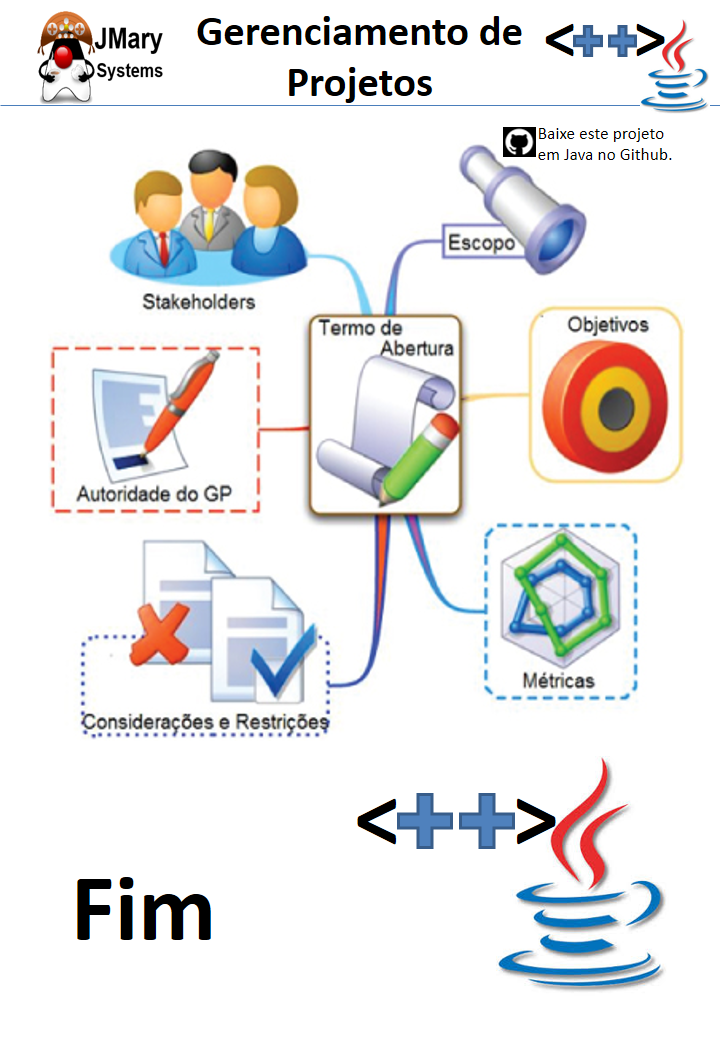 JMary
Systems
Gerenciamento de
Projetos
<++>
Baixe este projeto
em Java no Github.
Stakeholders
Escopo
Termo de
Abertura
Objetivos
Autoridade do GP
Métricas
Considerações e Restrições
<++>
Fim